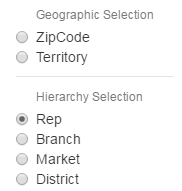 Geographic Selection
ZipCode
Territory
Hierarchy Selection
Rep
Branch
Market
District